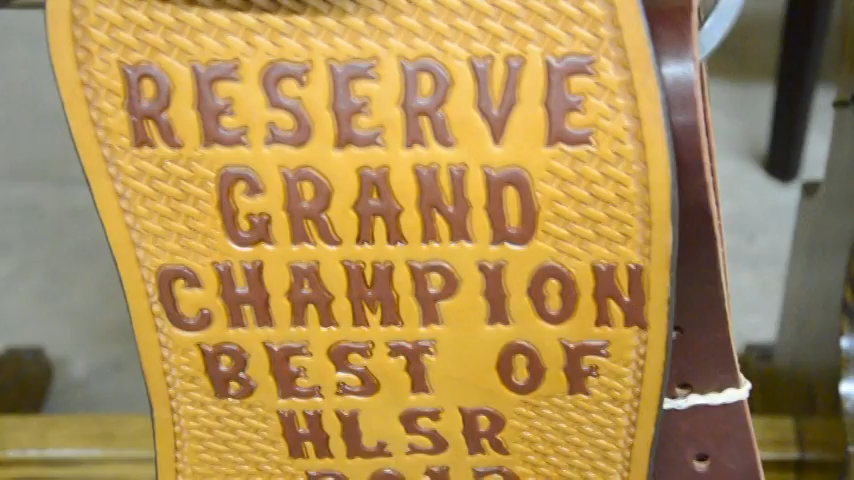 RESERVE
GRAND
CHAMPION
BEST OF
HLSR